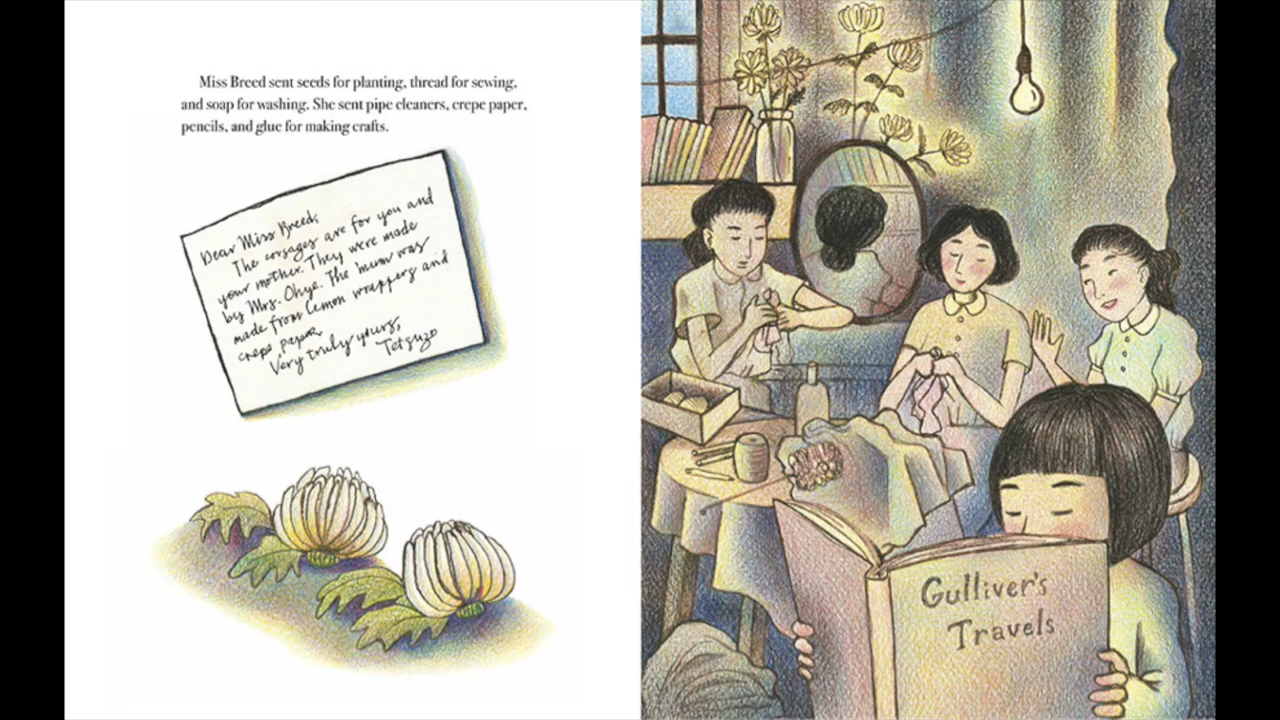 Miss Breed sent seeds for planting, thread for sewing,
and soap for washing. She sent pipe cleaners, crepe paper,
pencils, and glue for making crafts.
Dear Miss Breed,
The corsages are for you and
your mother. They were made
by Mrs. Ohye. The 'mum was
made from lemon wrappers and
crepe paper.
Very truly yours,
Tetsuzo
Gulliver's
Travels